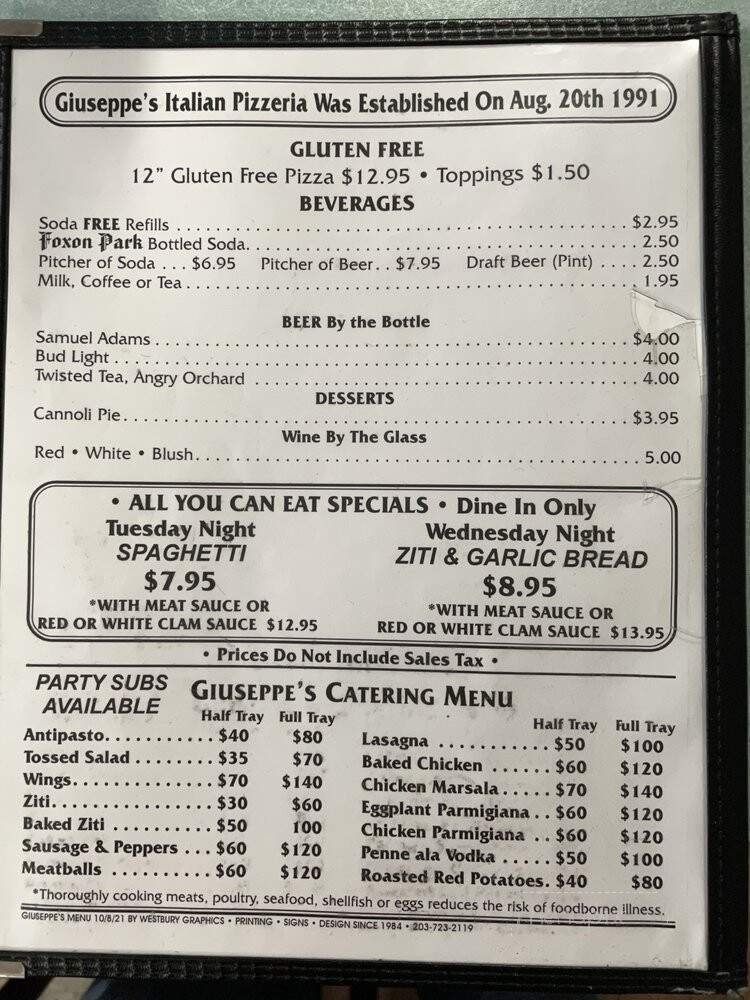 Giuseppe's Italian Pizzeria Was Established On Aug. 20th 1991
GLUTEN FREE
12" Gluten Free Pizza $12.95 • Toppings $1.50
BEVERAGES
Soda FREE Refills . . . . . . . . . . $2.95
Foxon Park Bottled Soda. . . . . . . . . . 2.50
Pitcher of Soda . . . $6.95 Pitcher of Beer. . $7.95 Draft Beer (Pint) . . . . 2.50
Milk, Coffee or Tea . . . . . . . . . . 1.95
BEER By the Bottle
Samuel Adams . . . . . . . . . . $4.00
Bud Light . . . . . . . . . . 4.00
Twisted Tea, Angry Orchard . . . . . . . . . . 4.00
DESSERTS
Cannoli Pie. . . . . . . . . . $3.95
Wine By The Glass
Red • White • Blush. . . . . . . . . . 5.00
• ALL YOU CAN EAT SPECIALS • Dine In Only
Tuesday Night
SPAGHETTI
$7.95
*WITH MEAT SAUCE OR
RED OR WHITE CLAM SAUCE $12.95
Wednesday Night
ZITI & GARLIC BREAD
$8.95
*WITH MEAT SAUCE OR
RED OR WHITE CLAM SAUCE $13.95
• Prices Do Not Include Sales Tax •
PARTY SUBS
AVAILABLE
GIUSEPPE'S CATERING MENU
Half Tray Full Tray
Antipasto. . . . . . . . . . . $40 $80
Tossed Salad . . . . . . . . $35 $70
Wings. . . . . . . . . . . . . . $70 $140
Ziti. . . . . . . . . . . . . . . . $30 $60
Baked Ziti . . . . . . . . . . $50 100
Sausage & Peppers . . . $60 $120
Meatballs . . . . . . . . . . $60 $120
Half Tray Full Tray
Lasagna . . . . . . . . . . . $50 $100
Baked Chicken . . . . . . $60 $120
Chicken Marsala . . . . . $70 $140
Eggplant Parmigiana . . $60 $120
Chicken Parmigiana . . $60 $120
Penne ala Vodka . . . . . $50 $100
Roasted Red Potatoes. $40 $80
*Thoroughly cooking meats, poultry, seafood, shellfish or eggs reduces the risk of foodborne illness.
GIUSEPPE'S MENU 10/8/21 BY WESTBURY GRAPHICS • PRINTING • SIGNS • DESIGN SINCE 1984 • 203-723-2119